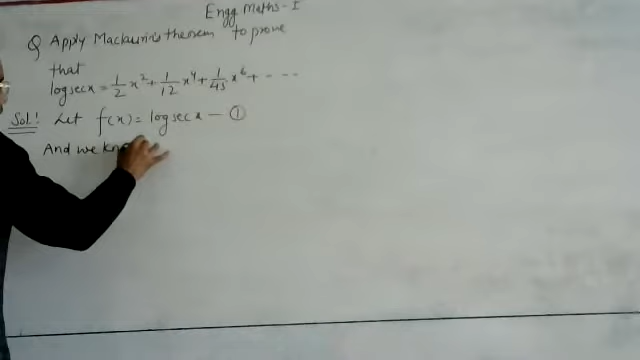 Engg Maths-I
Q Apply Maclaurin's theorem to prove
that
log sec x = 1/2 x² + 1/12 x⁴ + 1/45 x⁶ + - - -
Sol! Let f(x) = log sec x — ①
And we kn